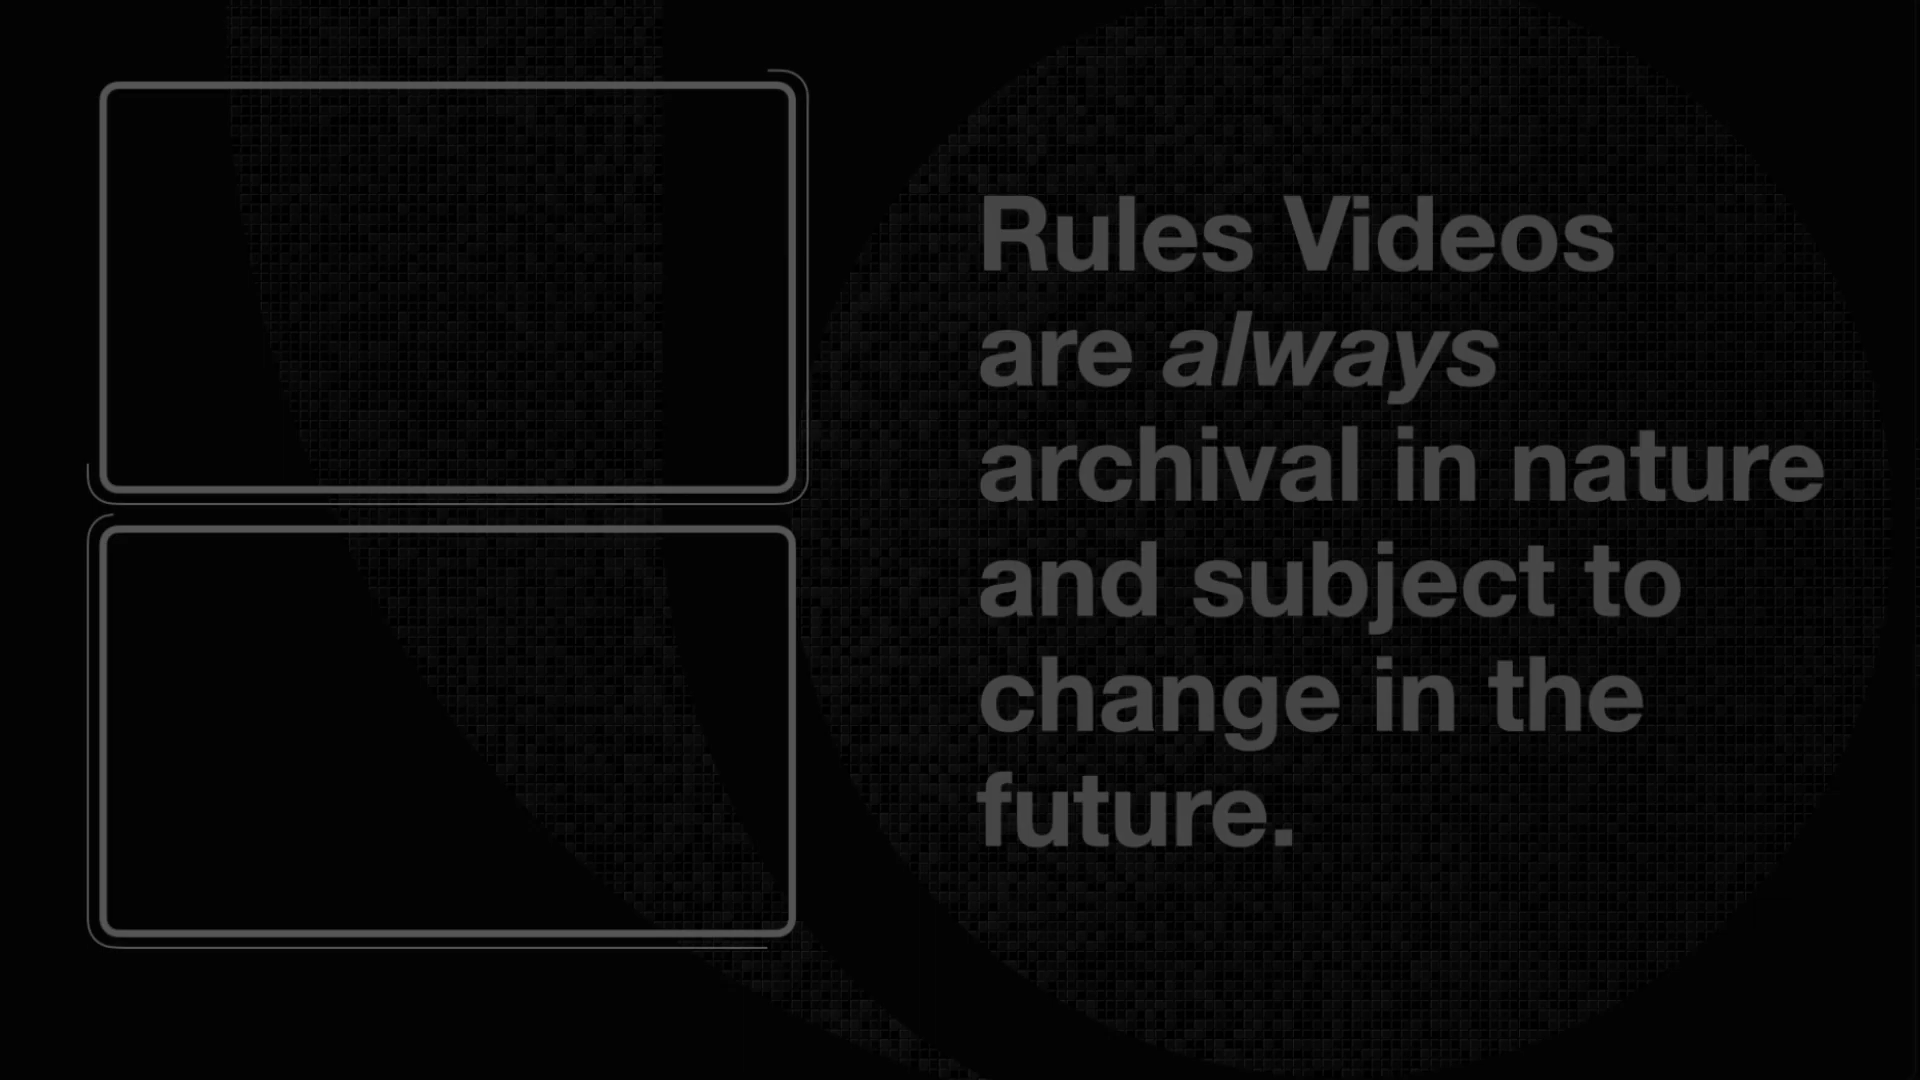 Rules Videos
are always
archival in nature
and subject to
change in the
future.